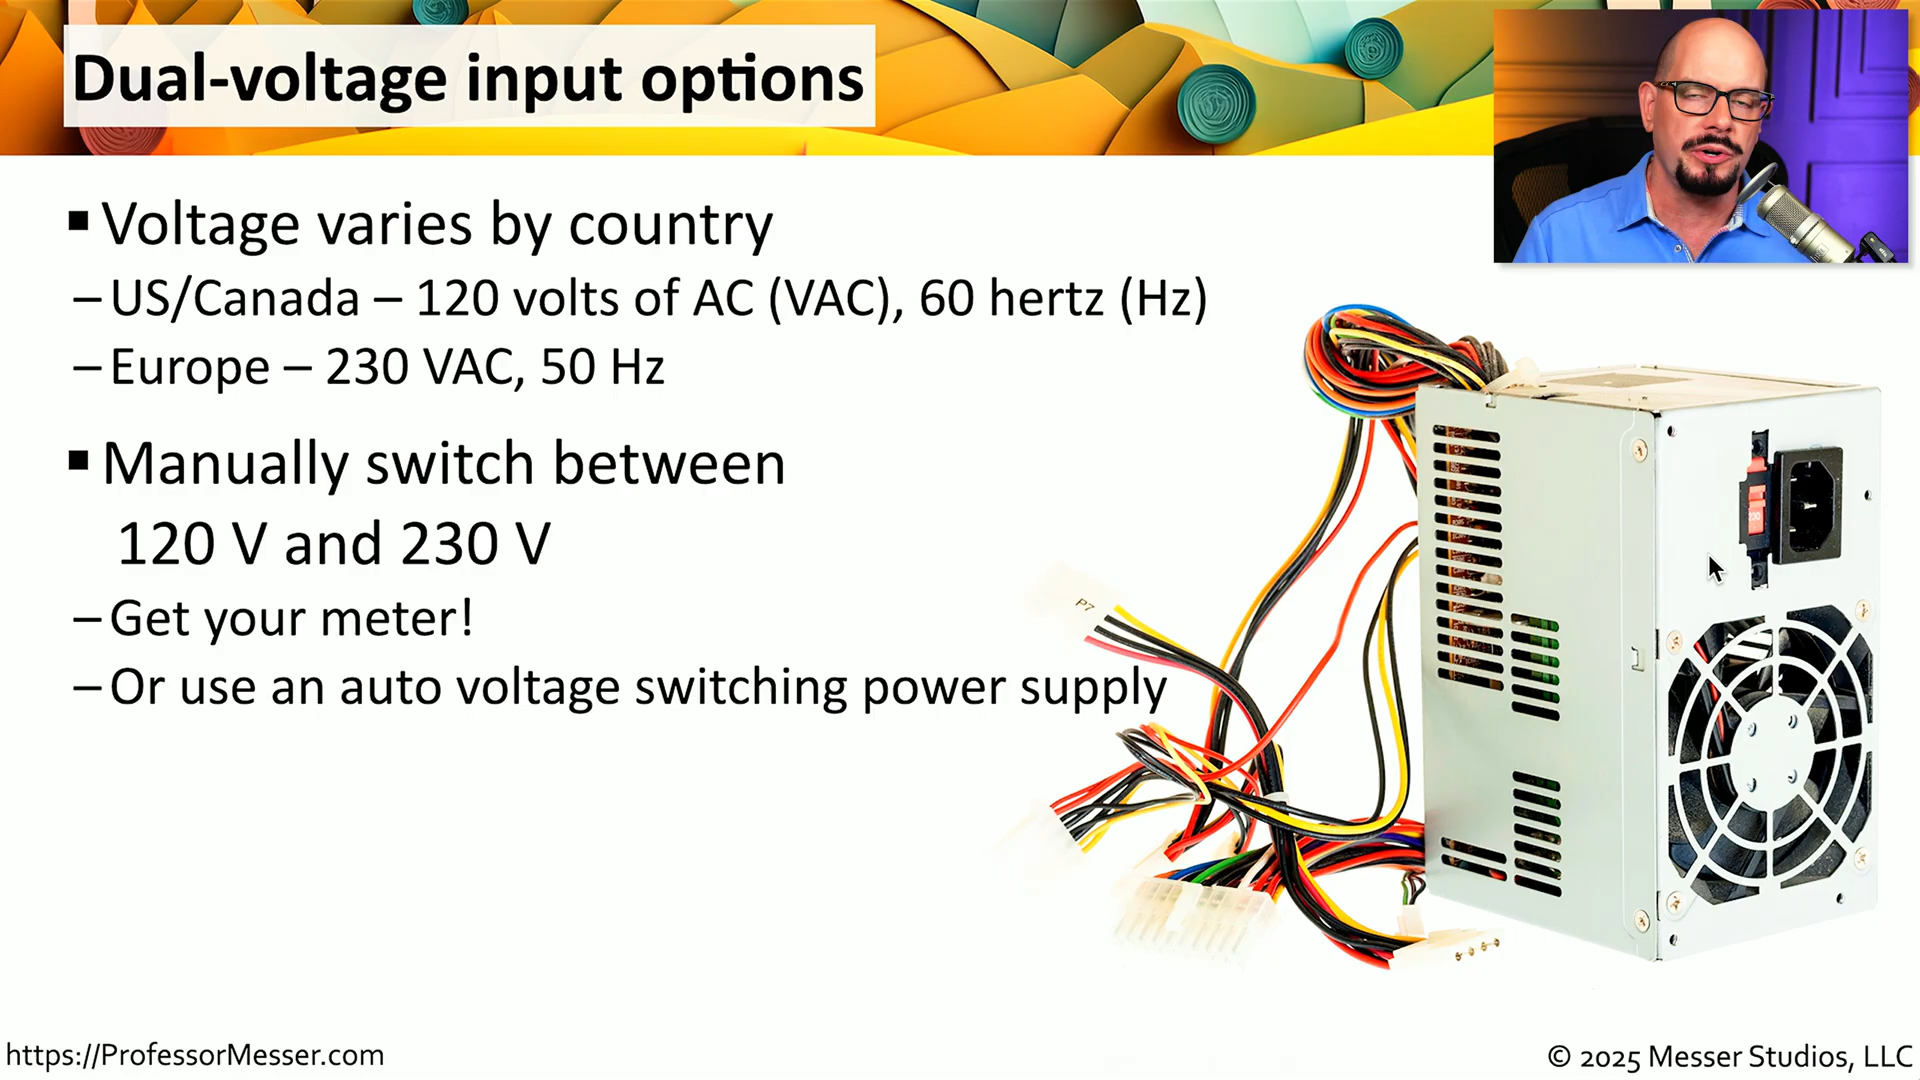 Dual-voltage input options
▪ Voltage varies by country
– US/Canada – 120 volts of AC (VAC), 60 hertz (Hz)
– Europe – 230 VAC, 50 Hz
▪ Manually switch between
120 V and 230 V
– Get your meter!
– Or use an auto voltage switching power supply
230
P7
https://ProfessorMesser.com
© 2025 Messer Studios, LLC